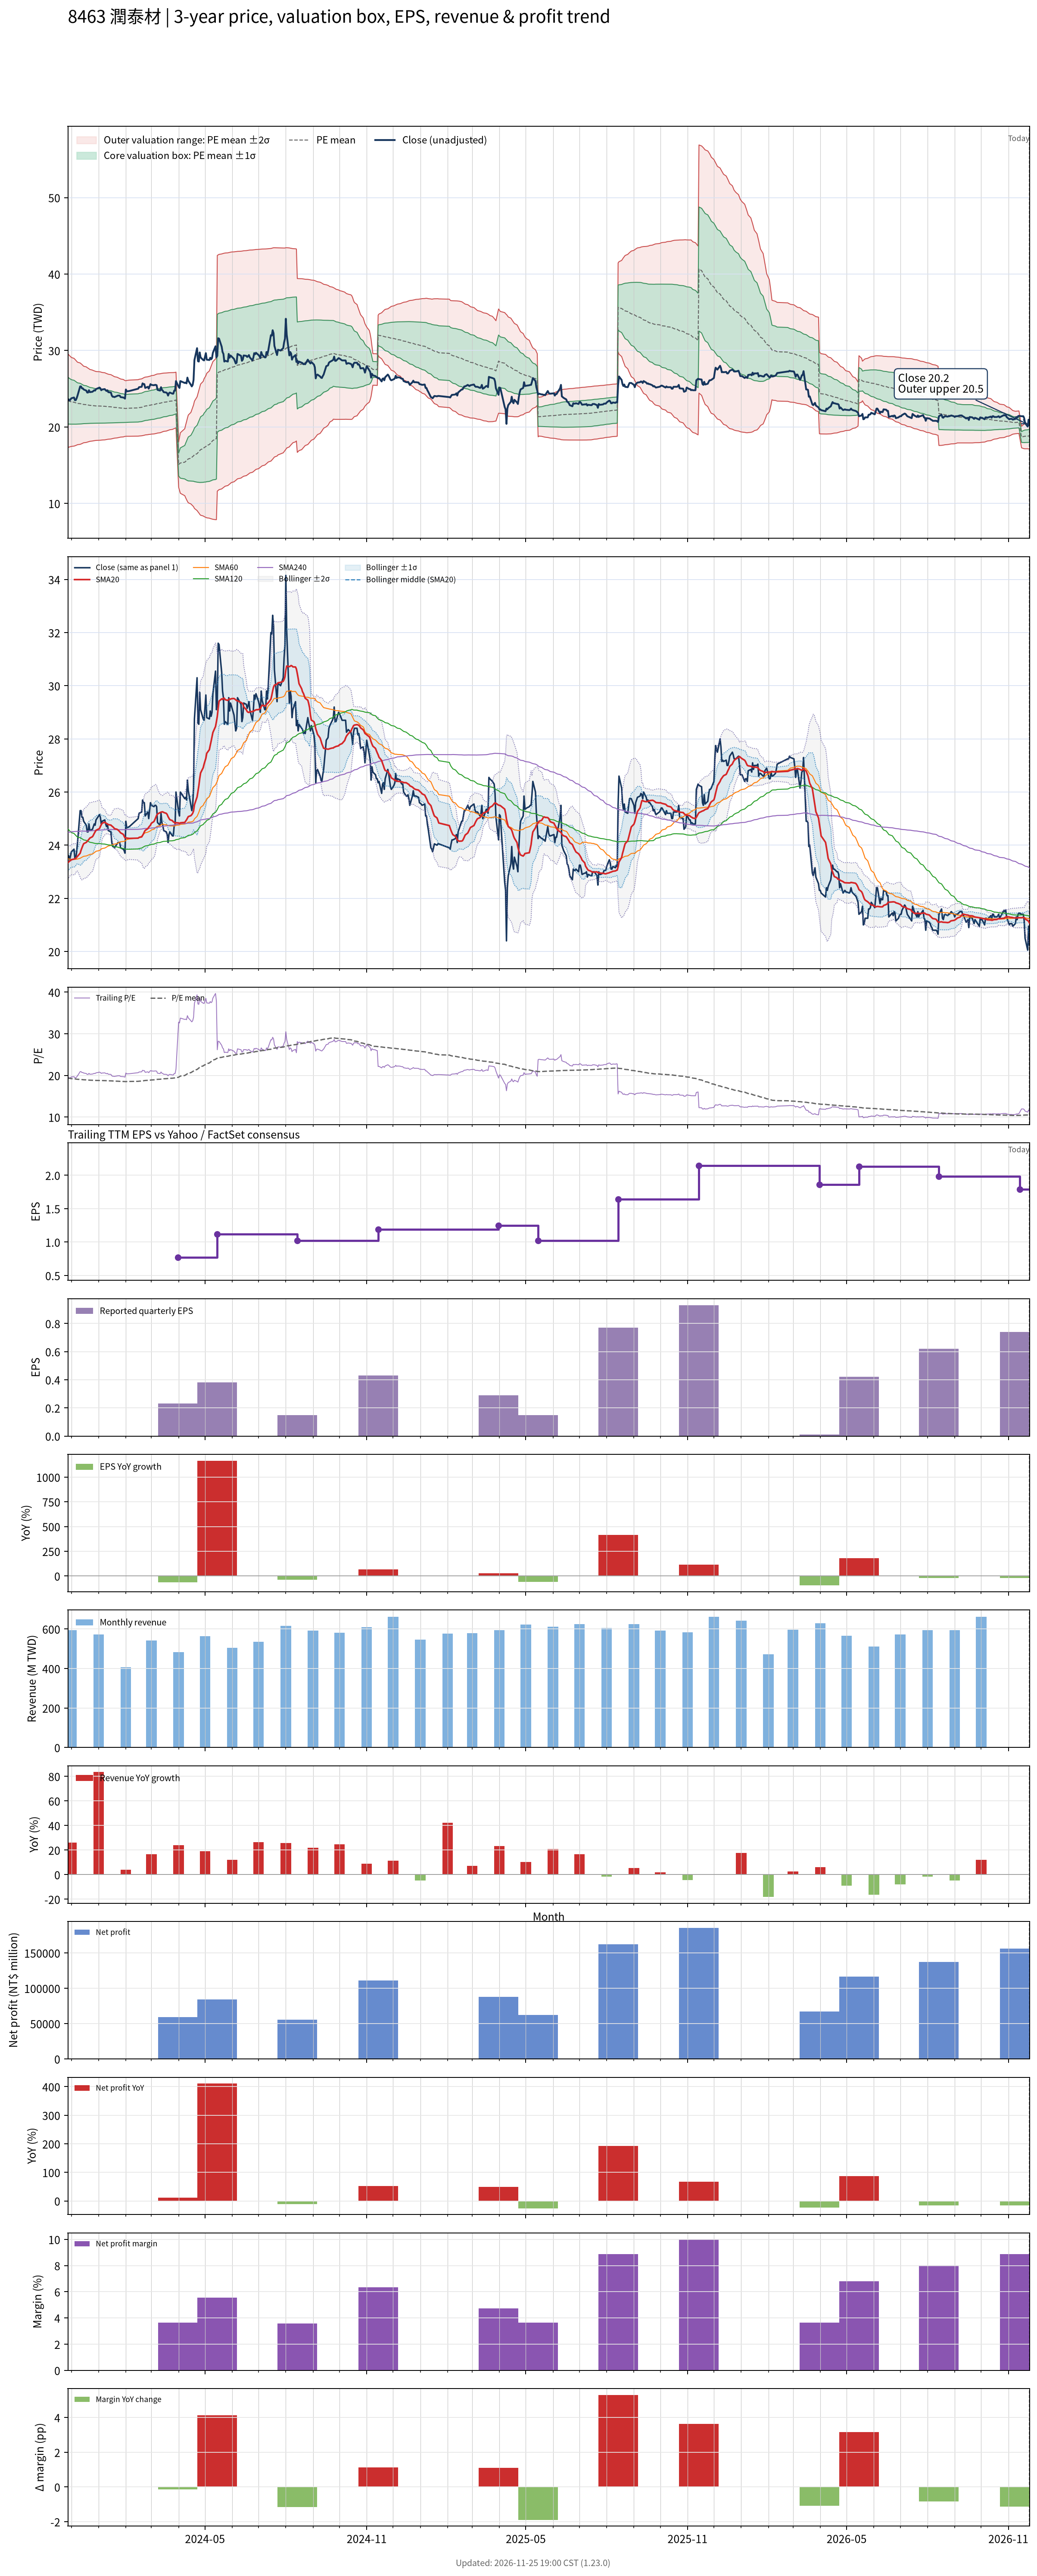 8463 潤泰材 | 3-year price, valuation box, EPS, revenue & profit trend
Outer valuation range: PE mean ±2σ
Core valuation box: PE mean ±1σ
PE mean
Close (unadjusted)
Today
Close 20.2
Outer upper 20.5
Price (TWD)
50
40
30
20
10
Close (same as panel 1)
SMA20
SMA60
SMA120
SMA240
Bollinger ±2σ
Bollinger ±1σ
Bollinger middle (SMA20)
Price
34
32
30
28
26
24
22
20
Trailing P/E
P/E mean
P/E
40
30
20
10
Trailing TTM EPS vs Yahoo / FactSet consensus
Today
EPS
2.0
1.5
1.0
0.5
Reported quarterly EPS
EPS
0.8
0.6
0.4
0.2
0.0
EPS YoY growth
YoY (%)
1000
750
500
250
0
Monthly revenue
Revenue (M TWD)
600
400
200
0
Revenue YoY growth
YoY (%)
80
60
40
20
0
-20
Month
Net profit
Net profit (NT$ million)
150000
100000
50000
0
Net profit YoY
YoY (%)
400
300
200
100
0
Net profit margin
Margin (%)
10
8
6
4
2
0
Margin YoY change
Δ margin (pp)
4
2
0
-2
2024-05
2024-11
2025-05
2025-11
2026-05
2026-11
Updated: 2026-11-25 19:00 CST (1.23.0)